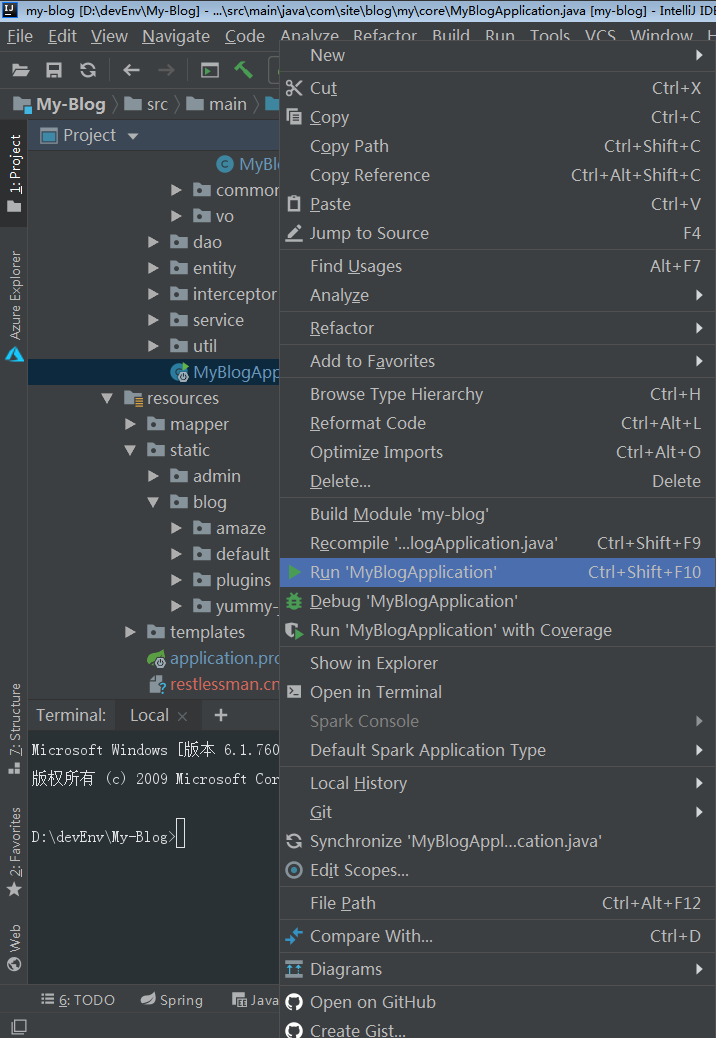 my-blog [D:\devEnv\My-Blog] - ...\src\main\java\com\site\blog\my\core\MyBlogApplication.java [my-blog] - IntelliJ IDE
File Edit View Navigate Code Analyze Refactor Build Run Tools VCS Window
My-Blog src main
1: Project
Project
MyBl
common
vo
dao
entity
interceptor
service
util
MyBlogApp
resources
mapper
static
admin
blog
amaze
default
plugins
yummy-
templates
application.pro
restlessman.cn
Azure Explorer
7: Structure
2: Favorites
Web
Terminal: Local × +
Microsoft Windows [版本 6.1.760
版权所有 (c) 2009 Microsoft Cor
D:\devEnv\My-Blog>
6: TODO Spring Java
New
Cut Ctrl+X
Copy Ctrl+C
Copy Path Ctrl+Shift+C
Copy Reference Ctrl+Alt+Shift+C
Paste Ctrl+V
Jump to Source F4
Find Usages Alt+F7
Analyze
Refactor
Add to Favorites
Browse Type Hierarchy Ctrl+H
Reformat Code Ctrl+Alt+L
Optimize Imports Ctrl+Alt+O
Delete... Delete
Build Module 'my-blog'
Recompile '...logApplication.java' Ctrl+Shift+F9
Run 'MyBlogApplication' Ctrl+Shift+F10
Debug 'MyBlogApplication'
Run 'MyBlogApplication' with Coverage
Show in Explorer
Open in Terminal
Spark Console
Default Spark Application Type
Local History
Git
Synchronize 'MyBlogAppl...cation.java'
Edit Scopes...
File Path Ctrl+Alt+F12
Compare With... Ctrl+D
Diagrams
Open on GitHub
Create Gist...